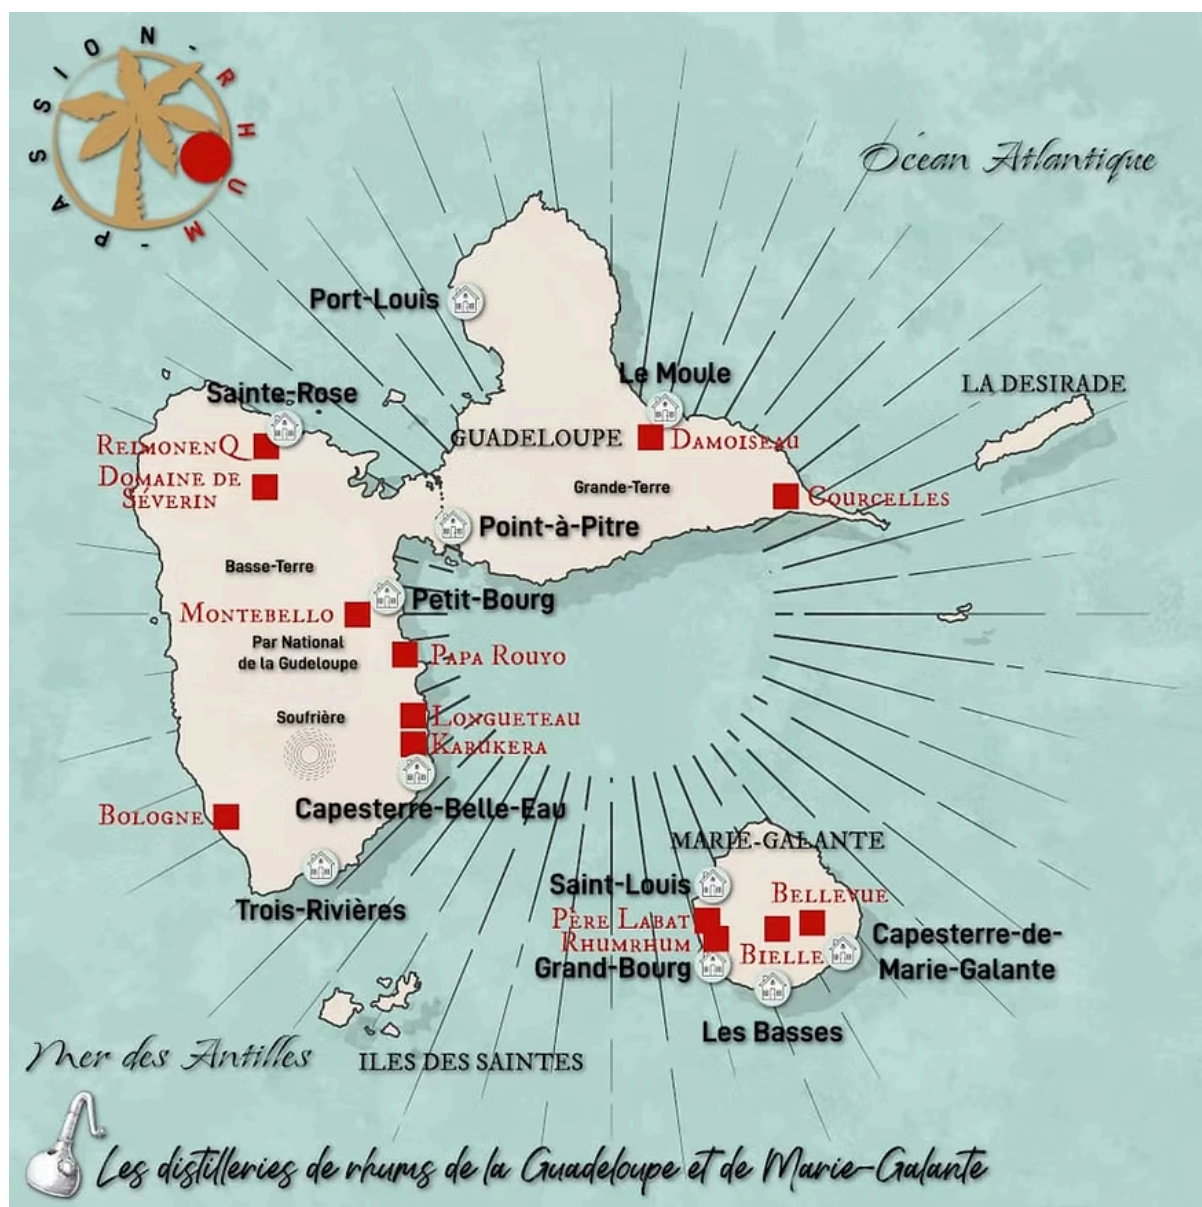 PASSION-RHUM-
Océan Atlantique
Port-Louis
Le Moule
LA DESIRADE
Sainte-Rose
GUADELOUPE
DAMOISEAU
REIMONENQ
DOMAINE DE
SÉVERIN
Grande-Terre
COURCELLES
Point-à-Pitre
Basse-Terre
Petit-Bourg
MONTEBELLO
Par National
de la Gudeloupe
PAPA ROUYO
Soufrière
LONGUETEAU
KARUKERA
Capesterre-Belle-Eau
BOLOGNE
MARIE-GALANTE
Saint-Louis
BELLEVUE
Trois-Rivières
PÈRE LABAT
RHUMRHUM
BIELLE
Capesterre-de-
Marie-Galante
Grand-Bourg
Les Basses
Mer des Antilles
ILES DES SAINTES
Les distilleries de rhums de la Guadeloupe et de Marie-Galante